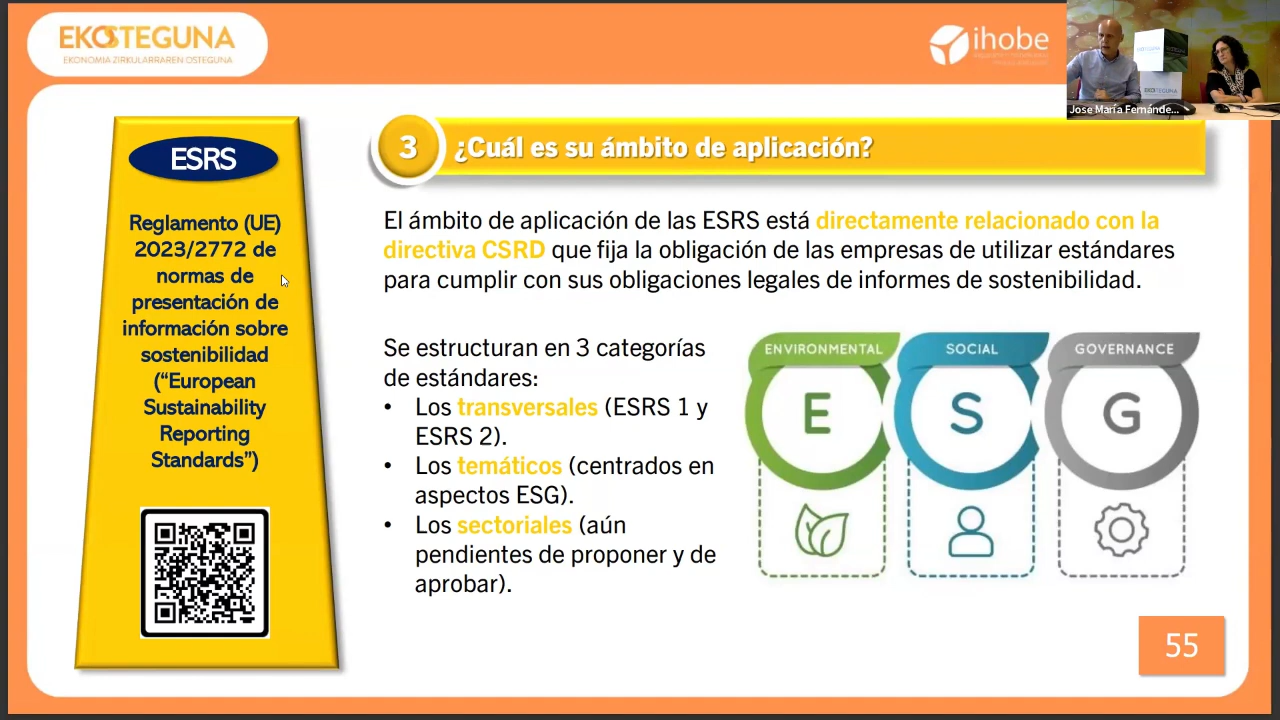 EKOSTEGUNA
EKONOMIA ZIRKULARRAREN OSTEGUNA
ihobe
Jose María Fernánde...
ESRS
Reglamento (UE)
2023/2772 de
normas de
presentación de
información sobre
sostenibilidad
(“European
Sustainability
Reporting
Standards”)
3
¿Cuál es su ámbito de aplicación?
El ámbito de aplicación de las ESRS está directamente relacionado con la
directiva CSRD que fija la obligación de las empresas de utilizar estándares
para cumplir con sus obligaciones legales de informes de sostenibilidad.
Se estructuran en 3 categorías
de estándares:
• Los transversales (ESRS 1 y
ESRS 2).
• Los temáticos (centrados en
aspectos ESG).
• Los sectoriales (aún
pendientes de proponer y de
aprobar).
ENVIRONMENTAL
SOCIAL
GOVERNANCE
E
S
G
55